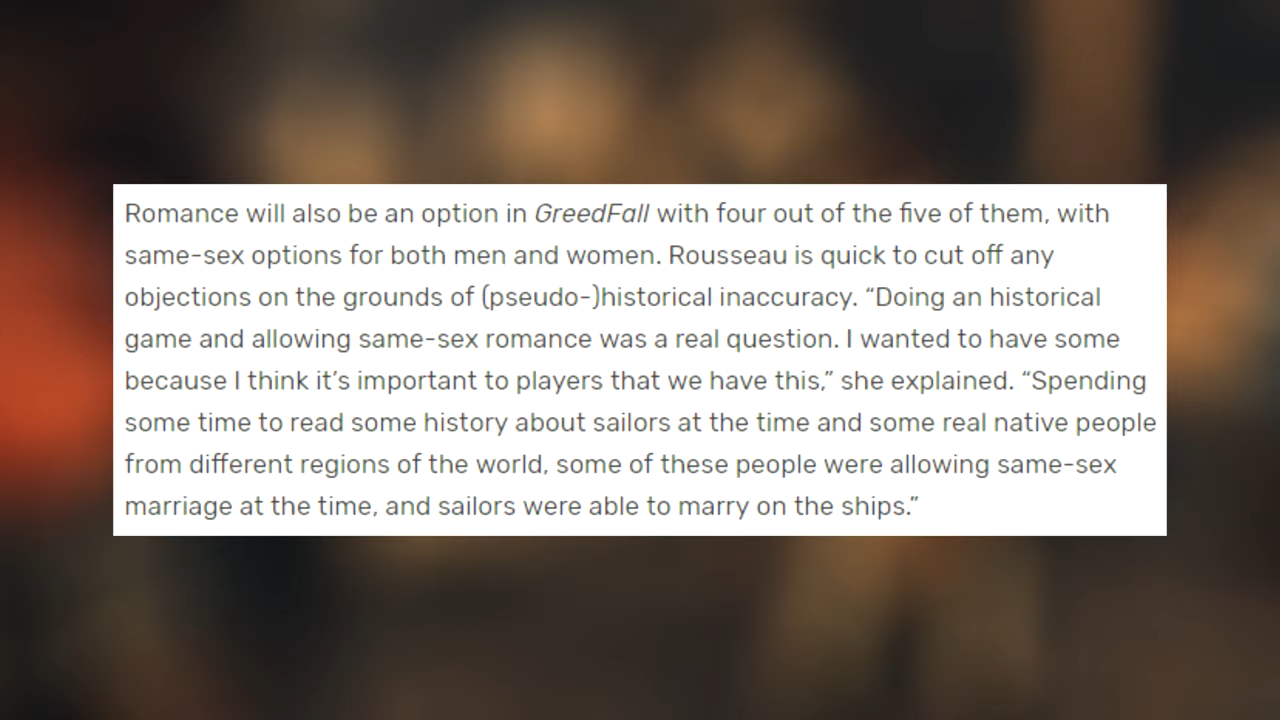 Romance will also be an option in GreedFall with four out of the five of them, with
same-sex options for both men and women. Rousseau is quick to cut off any
objections on the grounds of (pseudo-)historical inaccuracy. “Doing an historical
game and allowing same-sex romance was a real question. I wanted to have some
because I think it’s important to players that we have this,” she explained. “Spending
some time to read some history about sailors at the time and some real native people
from different regions of the world, some of these people were allowing same-sex
marriage at the time, and sailors were able to marry on the ships.”